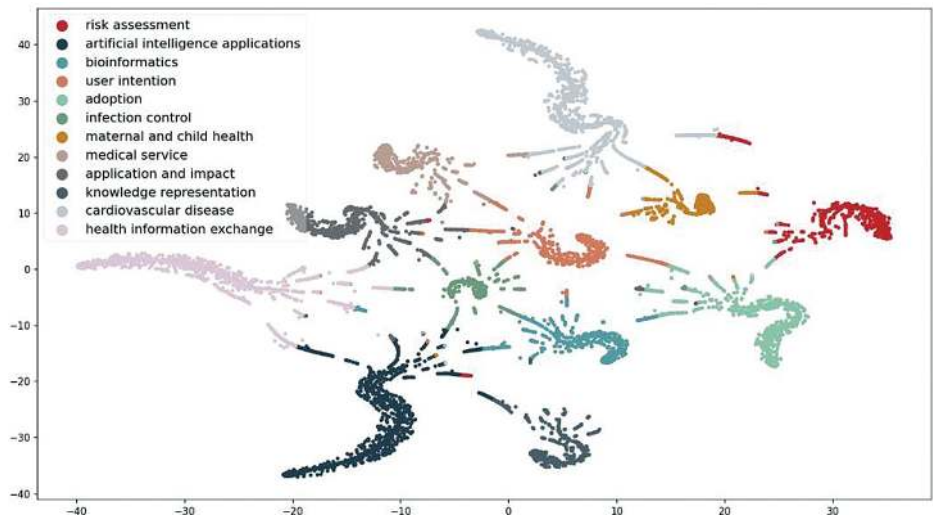 risk assessment
artificial intelligence applications
bioinformatics
user intention
adoption
infection control
maternal and child health
medical service
application and impact
knowledge representation
cardiovascular disease
health information exchange
40
30
20
10
0
−10
−20
−30
−40
−40 −30 −20 −10 0 10 20 30